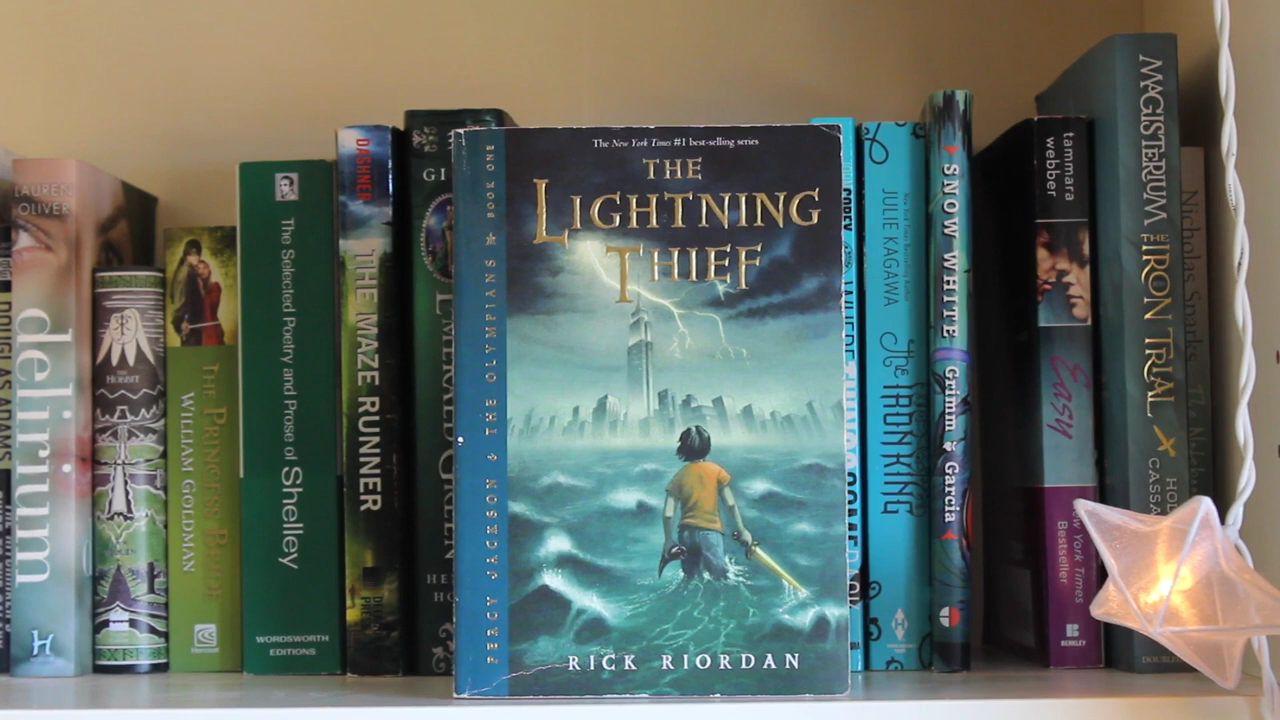 DOUGLAS ADAMS
LAUREN
OLIVER
delirium
THE
HOBBIT
THE PRINCESS BRIDE
WILLIAM GOLDMAN
The Selected Poetry and Prose of Shelley
WORDSWORTH
EDITIONS
DASHNER
THE MAZE RUNNER
The New York Times #1 best-selling series
THE
LIGHTNING
THIEF
RICK RIORDAN
PERCY JACKSON & THE OLYMPIANS ★ BOOK ONE
JULIE KAGAWA
The IRON KING
SNOW WHITE Grimm Garcia
tammara
webber
Easy
New York Times
Bestseller
BERKLEY
MAGISTERIUM THE IRON TRIAL
Nicholas Sparks